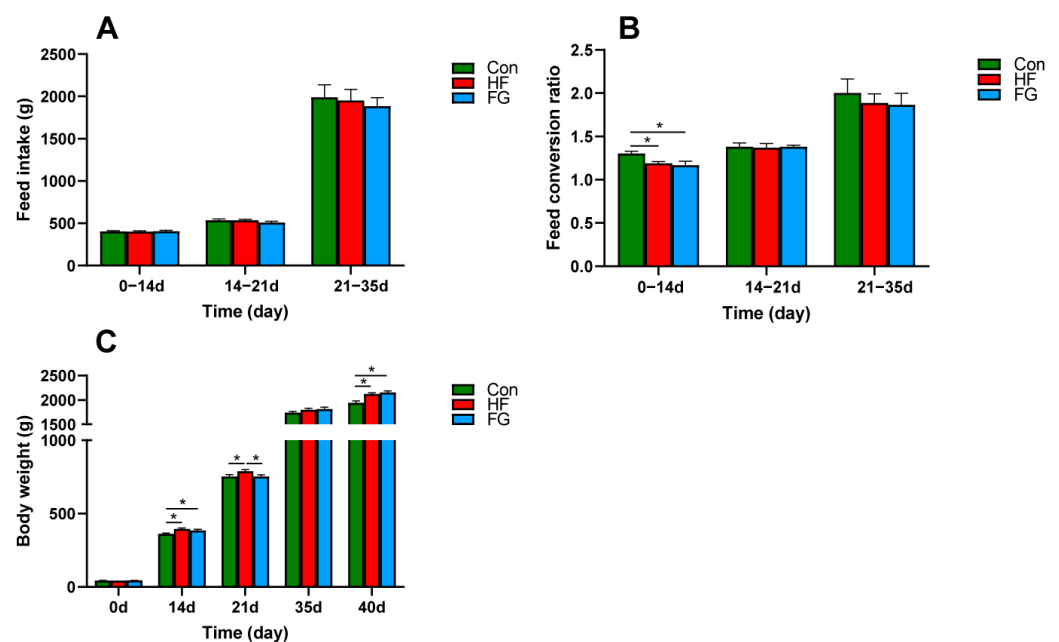 A
Feed intake (g)
2500
2000
1500
1000
500
0
0−14d 14−21d 21−35d
Time (day)
Con
HF
FG
B
Feed conversion ratio
2.5
2.0
1.5
1.0
0.5
0.0
* 
*
0−14d 14−21d 21−35d
Time (day)
Con
HF
FG
C
Body weight (g)
2500
2000
1500
1000
500
0
*
*
* *
*
*
0d 14d 21d 35d 40d
Time (day)
Con
HF
FG